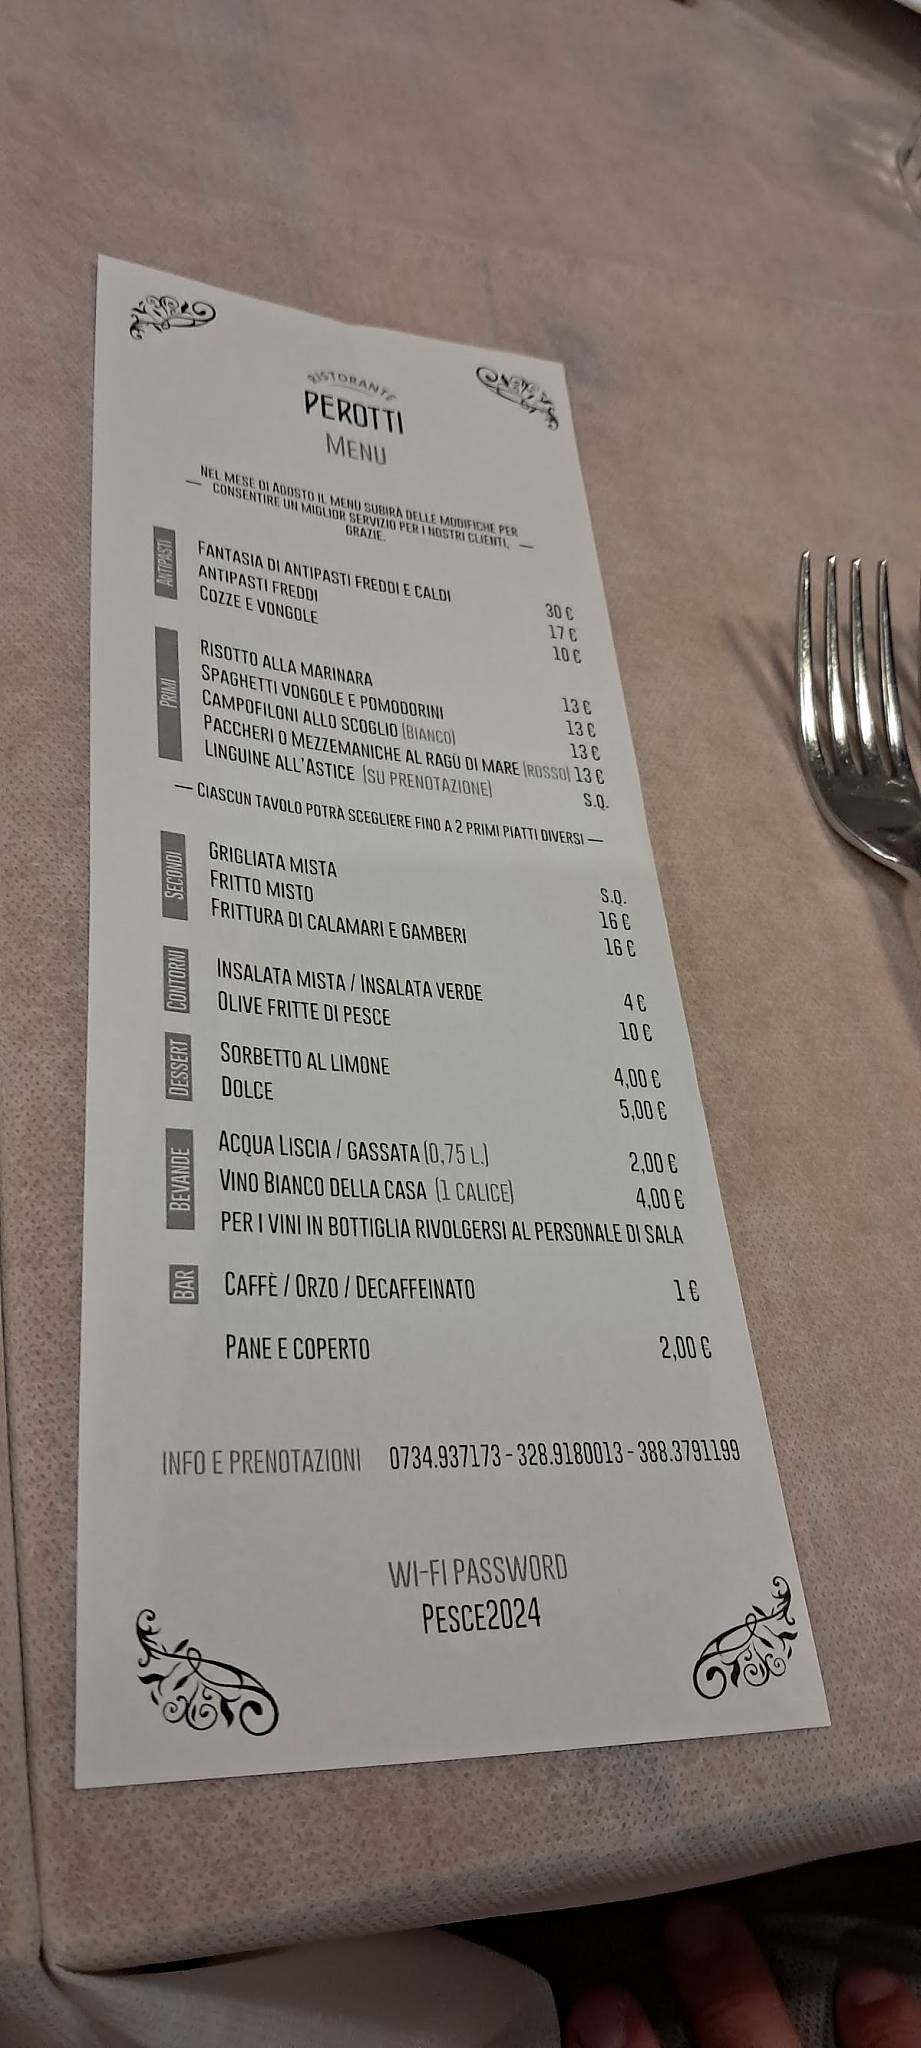 RISTORANTE
PEROTTI
MENU
NEL MESE DI AGOSTO IL MENÙ SUBIRÀ DELLE MODIFICHE PER
— CONSENTIRE UN MIGLIOR SERVIZIO PER I NOSTRI CLIENTI, —
GRAZIE.
ANTIPASTI
FANTASIA DI ANTIPASTI FREDDI E CALDI 30 €
ANTIPASTI FREDDI 17 €
COZZE E VONGOLE 10 €
PRIMI
RISOTTO ALLA MARINARA 13 €
SPAGHETTI VONGOLE E POMODORINI 13 €
CAMPOFILONI ALLO SCOGLIO (BIANCO) 13 €
PACCHERI O MEZZEMANICHE AL RAGÙ DI MARE (ROSSO) 13 €
LINGUINE ALL'ASTICE (SU PRENOTAZIONE) S.Q.
— CIASCUN TAVOLO POTRÀ SCEGLIERE FINO A 2 PRIMI PIATTI DIVERSI —
SECONDI
GRIGLIATA MISTA S.Q.
FRITTO MISTO 16 €
FRITTURA DI CALAMARI E GAMBERI 16 €
CONTORNI
INSALATA MISTA / INSALATA VERDE 4 €
OLIVE FRITTE DI PESCE 10 €
DESSERT
SORBETTO AL LIMONE 4,00 €
DOLCE 5,00 €
BEVANDE
ACQUA LISCIA / GASSATA (0,75 L.) 2,00 €
VINO BIANCO DELLA CASA (1 CALICE) 4,00 €
PER I VINI IN BOTTIGLIA RIVOLGERSI AL PERSONALE DI SALA
BAR
CAFFÈ / ORZO / DECAFFEINATO 1 €
PANE E COPERTO 2,00 €
INFO E PRENOTAZIONI 0734.937173 - 328.9180013 - 388.3791199
WI-FI PASSWORD
PESCE2024